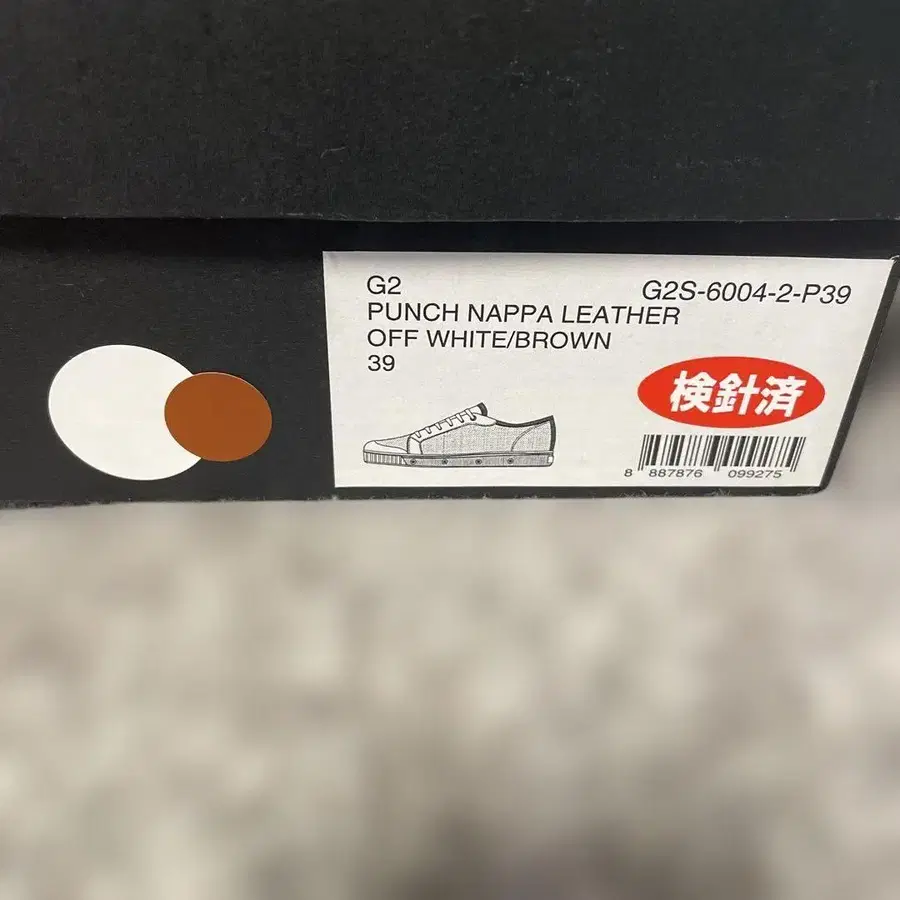 G2
G2S-6004-2-P39
PUNCH NAPPA LEATHER
OFF WHITE/BROWN
39
検針済
8 887876 099275